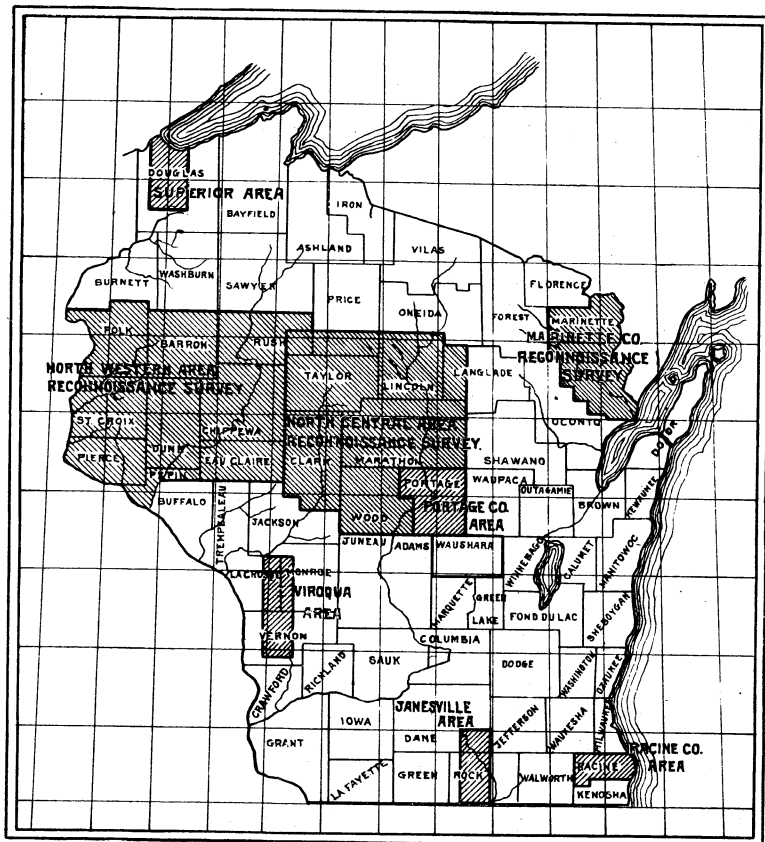 DOUGLAS
SUPERIOR AREA
BAYFIELD
IRON
ASHLAND
VILAS
BURNETT
WASHBURN
SAWYER
PRICE
ONEIDA
FOREST
FLORENCE
MARINETTE
MARINETTE CO.
RECONNOISSANCE
SURVEY
POLK
BARRON
RUSK
NORTH WESTERN AREA
RECONNOISSANCE SURVEY
TAYLOR
LINCOLN
LANGLADE
OCONTO
DOOR
ST CROIX
CHIPPEWA
NORTH CENTRAL AREA
RECONNOISSANCE SURVEY.
PIERCE
DUNN
PEPIN
EAU CLAIRE
CLARK
MARATHON
SHAWANO
PORTAGE
WAUPACA
OUTAGAMIE
BROWN
KEWAUNEE
BUFFALO
TREMPEALEAU
JACKSON
WOOD
PORTAGE CO.
AREA
JUNEAU
ADAMS
WAUSHARA
WINNEBAGO
CALUMET
MANITOWOC
LA CROSSE
MONROE
VIROQUA
AREA
VERNON
MARQUETTE
GREEN
LAKE
FOND DU LAC
SHEBOYGAN
COLUMBIA
CRAWFORD
RICHLAND
SAUK
DODGE
WASHINGTON
OZAUKEE
GRANT
IOWA
JANESVILLE
AREA
DANE
JEFFERSON
WAUKESHA
MILWAUKEE
RACINE CO.
AREA
LA FAYETTE
GREEN
ROCK
WALWORTH
RACINE
KENOSHA